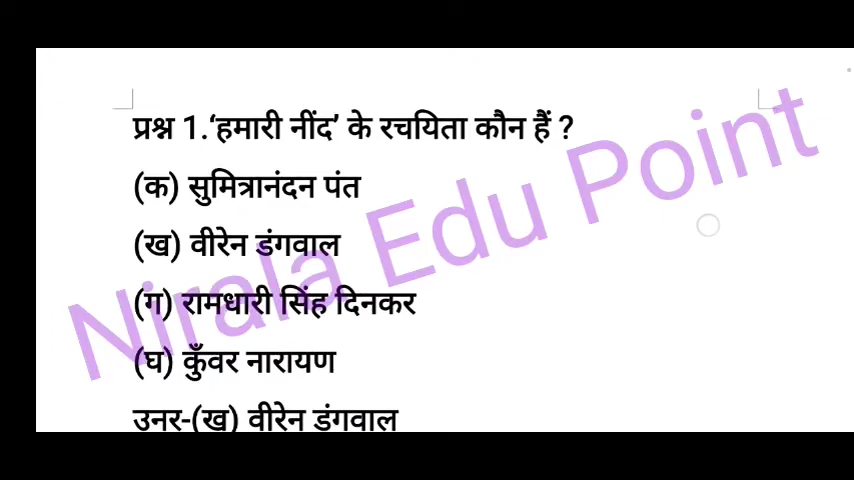 प्रश्न 1.‘हमारी नींद’ के रचयिता कौन हैं ?
(क) सुमित्रानंदन पंत
(ख) वीरेन डंगवाल
(ग) रामधारी सिंह दिनकर
(घ) कुँवर नारायण
उत्तर-(ख) वीरेन डंगवाल
Nirala Edu Point